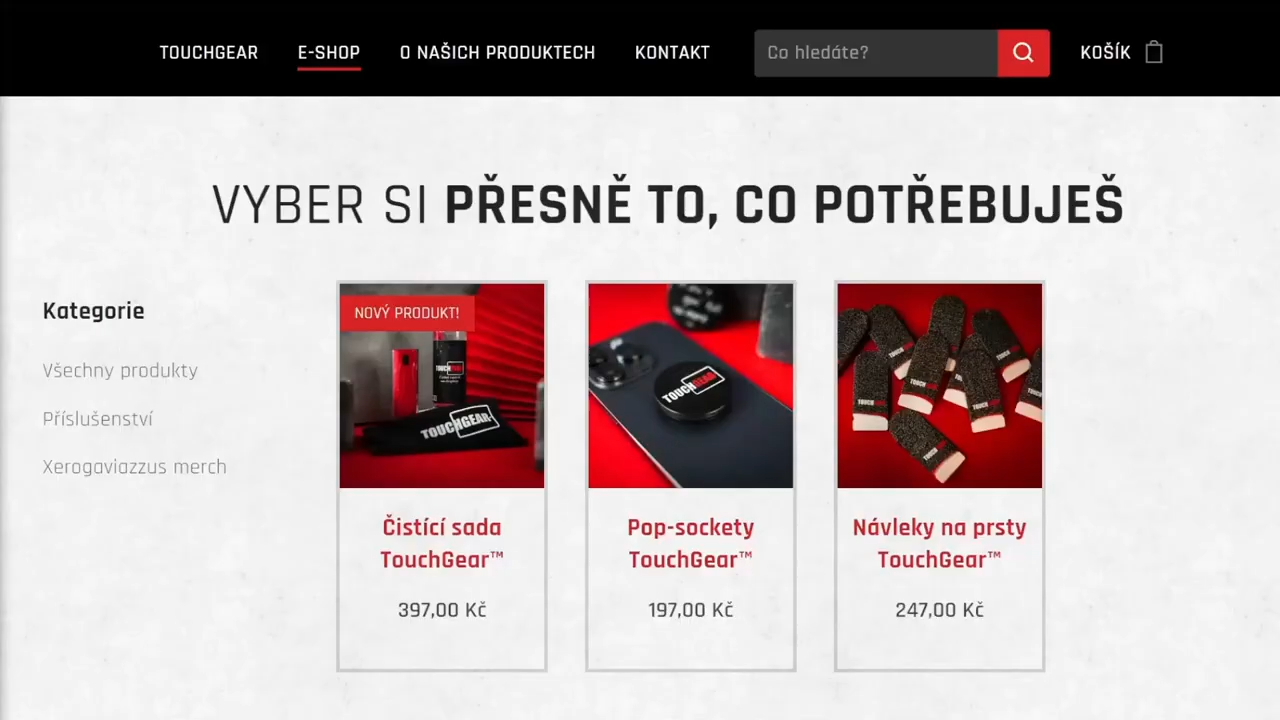 TOUCHGEAR E-SHOP O NAŠICH PRODUKTECH KONTAKT Co hledáte? KOŠÍK
VYBER SI PŘESNĚ TO, CO POTŘEBUJEŠ
Kategorie
Všechny produkty
Příslušenství
Xerogaviazzus merch
NOVÝ PRODUKT!
TOUCHGEAR
Čistící sada
TouchGear™
397,00 Kč
TOUCHGEAR
Pop-sockety
TouchGear™
197,00 Kč
Návleky na prsty
TouchGear™
247,00 Kč